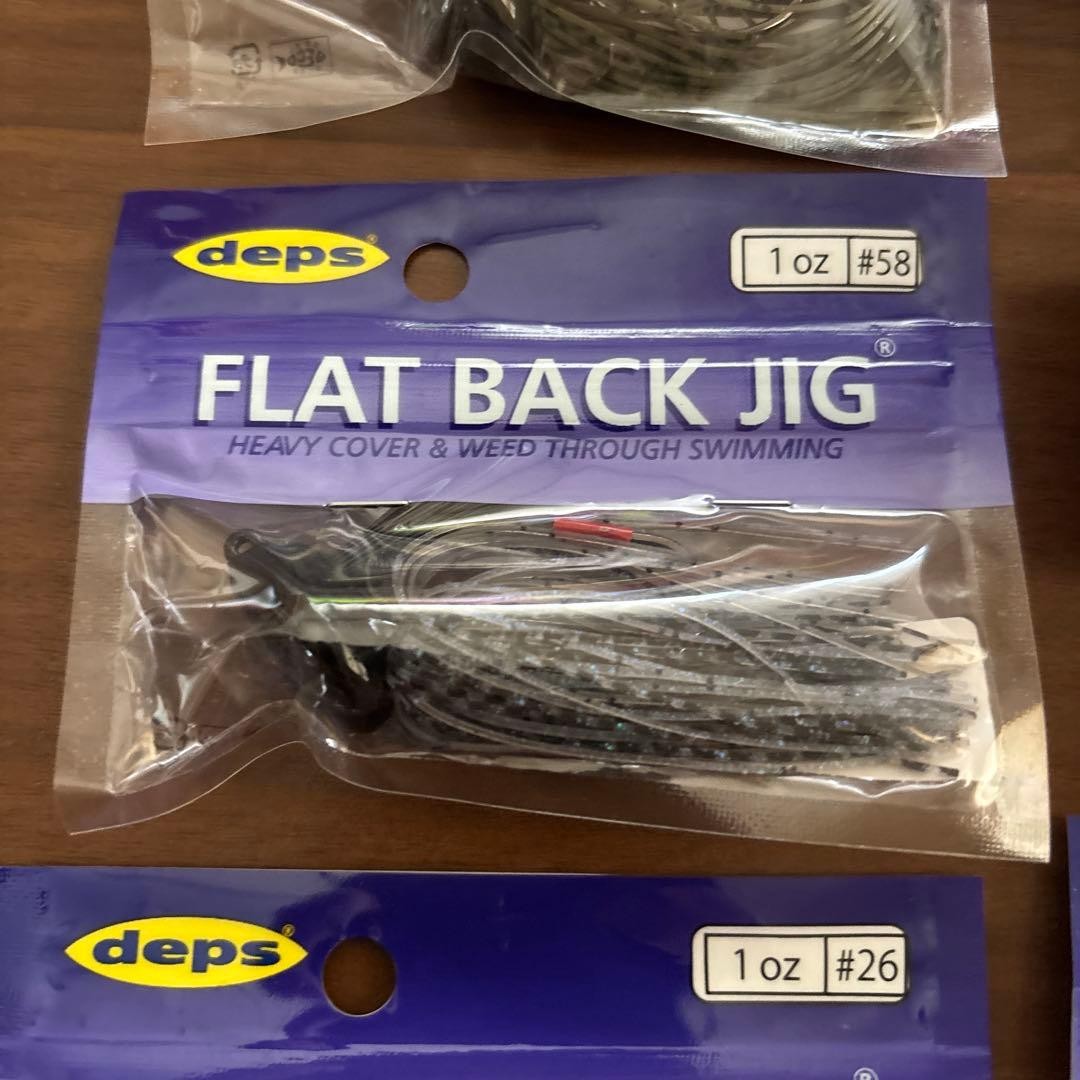 deps®
1 oz #58
FLAT BACK JIG®
HEAVY COVER & WEED THROUGH SWIMMING
deps®
1 oz #26
®